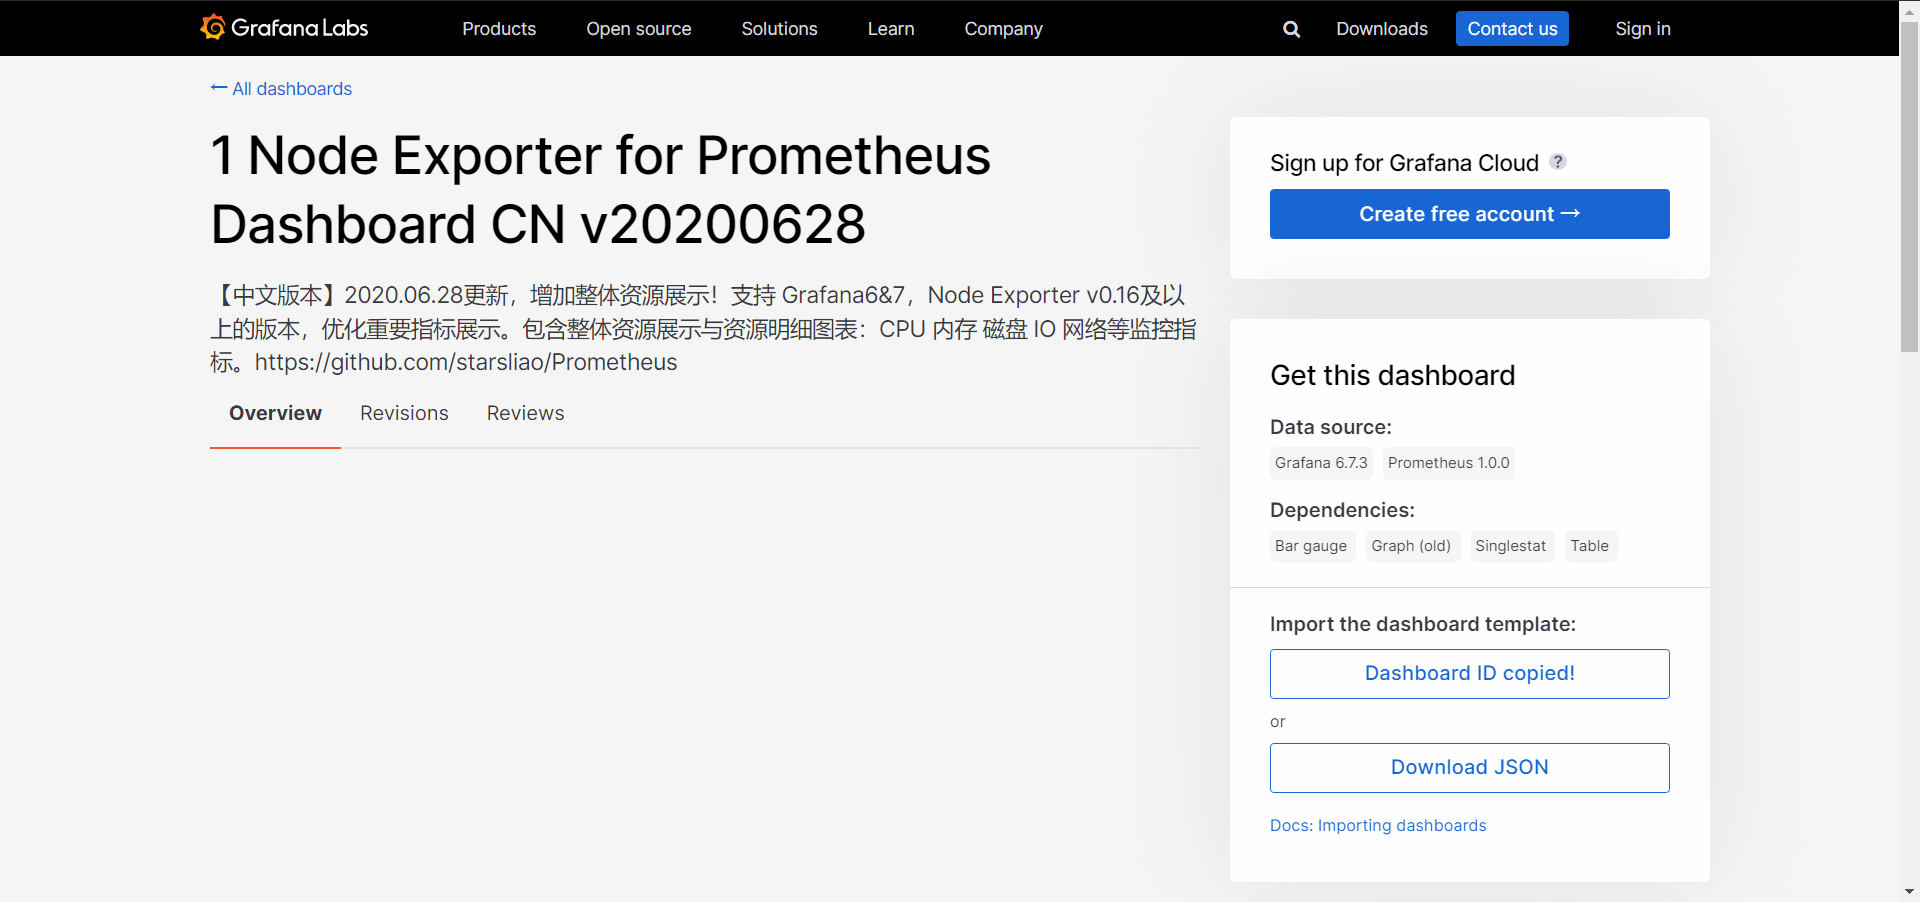 Grafana Labs
Products Open source Solutions Learn Company Downloads Contact us Sign in
← All dashboards
1 Node Exporter for Prometheus
Dashboard CN v20200628
【中文版本】2020.06.28更新，增加整体资源展示！支持 Grafana6&7，Node Exporter v0.16及以
上的版本，优化重要指标展示。包含整体资源展示与资源明细图表：CPU 内存 磁盘 IO 网络等监控指
标。https://github.com/starsliao/Prometheus
Overview Revisions Reviews
Sign up for Grafana Cloud ?
Create free account →
Get this dashboard
Data source:
Grafana 6.7.3 Prometheus 1.0.0
Dependencies:
Bar gauge Graph (old) Singlestat Table
Import the dashboard template:
Dashboard ID copied!
or
Download JSON
Docs: Importing dashboards